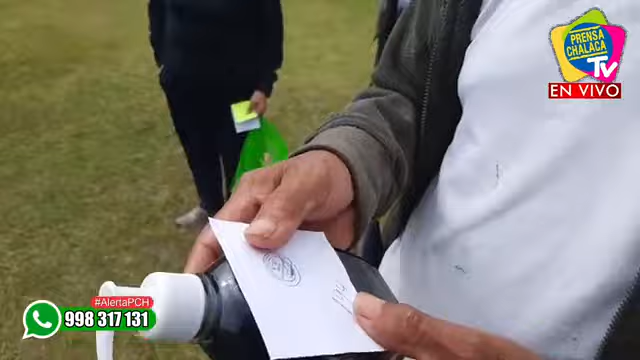 PRENSA
CHALACA
TV
EN VIVO
#AlertaPCH
998 317 131